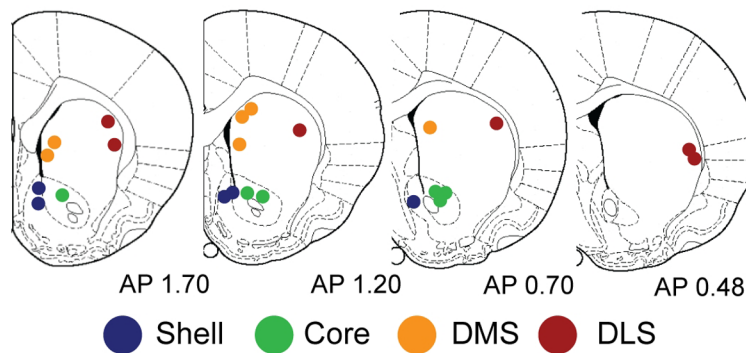 AP 1.70
AP 1.20
AP 0.70
AP 0.48
Shell
Core
DMS
DLS